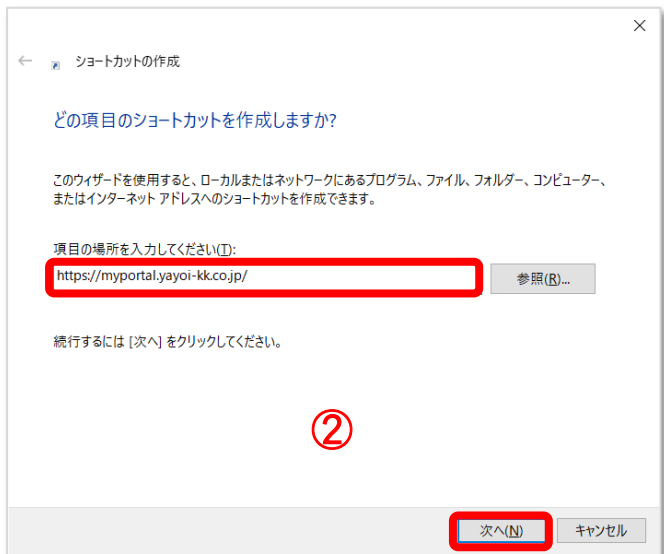 ショートカットの作成
どの項目のショートカットを作成しますか?
このウィザードを使用すると、ローカルまたはネットワークにあるプログラム、ファイル、フォルダー、コンピューター、
またはインターネット アドレスへのショートカットを作成できます。
項目の場所を入力してください(T):
https://myportal.yayoi-kk.co.jp/
参照(R)...
続行するには [次へ] をクリックしてください。
②
次へ(N)
キャンセル